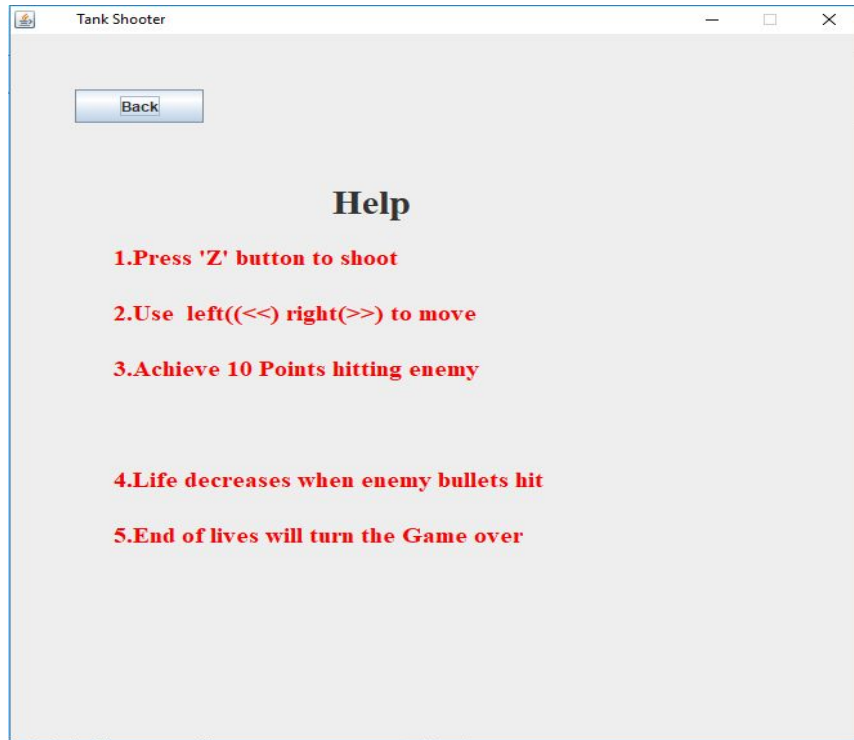 Tank Shooter
Back
Help
1.Press 'Z' button to shoot
2.Use  left((<<) right(>>) to move
3.Achieve 10 Points hitting enemy
4.Life decreases when enemy bullets hit
5.End of lives will turn the Game over